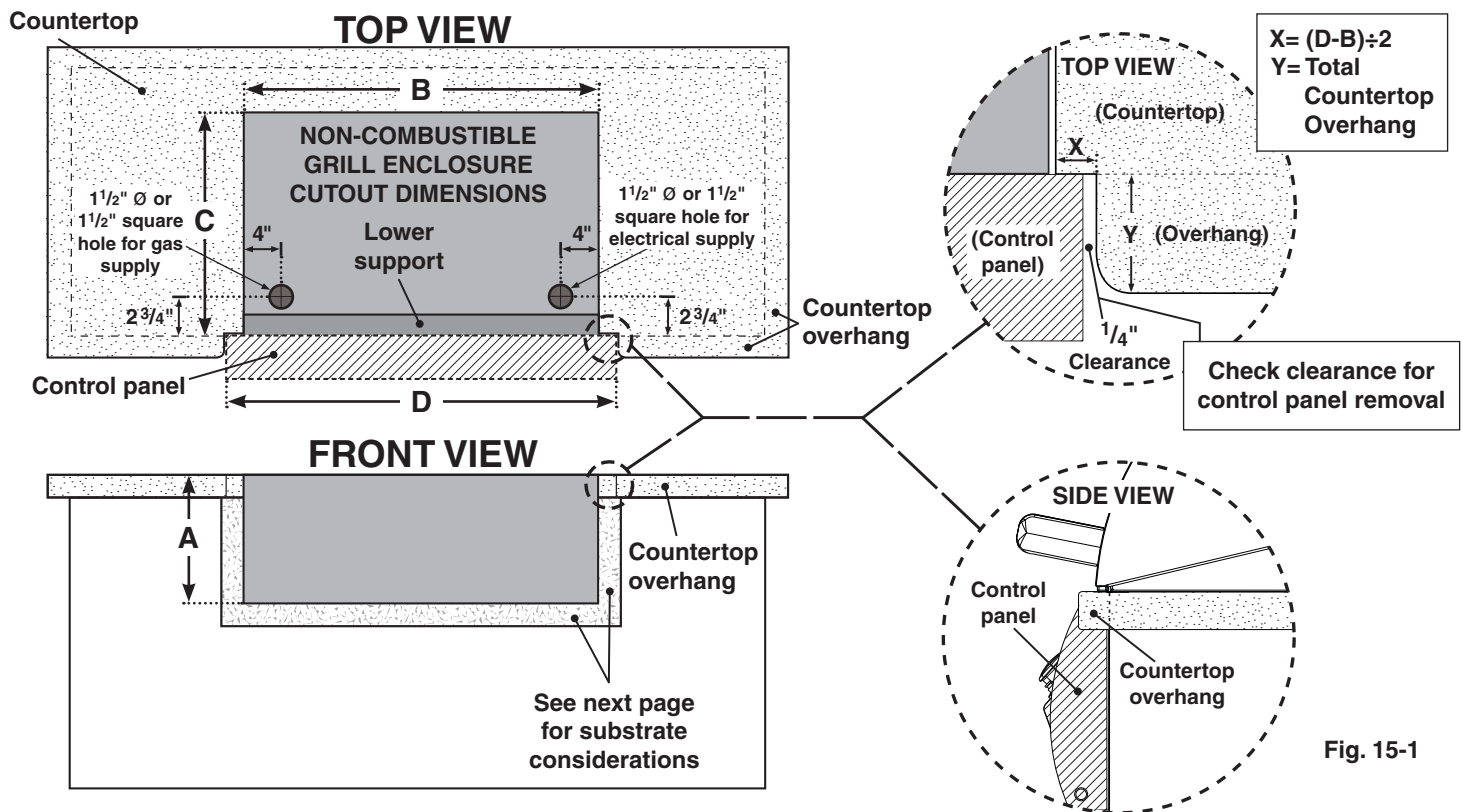 Countertop
TOP VIEW
B
NON-COMBUSTIBLE
GRILL ENCLOSURE
CUTOUT DIMENSIONS
1 1/2" Ø or
1 1/2" square
hole for gas
supply
C
4"
Lower
support
4"
1 1/2" Ø or 1 1/2"
square hole for
electrical supply
2 3/4"
2 3/4"
Countertop
overhang
Control panel
D
TOP VIEW
(Countertop)
X
(Control
panel)
Y
(Overhang)
1/4"
Clearance
X= (D-B)÷2
Y= Total
Countertop
Overhang
Check clearance for
control panel removal
FRONT VIEW
A
Countertop
overhang
See next page
for substrate
considerations
SIDE VIEW
Control
panel
Countertop
overhang
Fig. 15-1